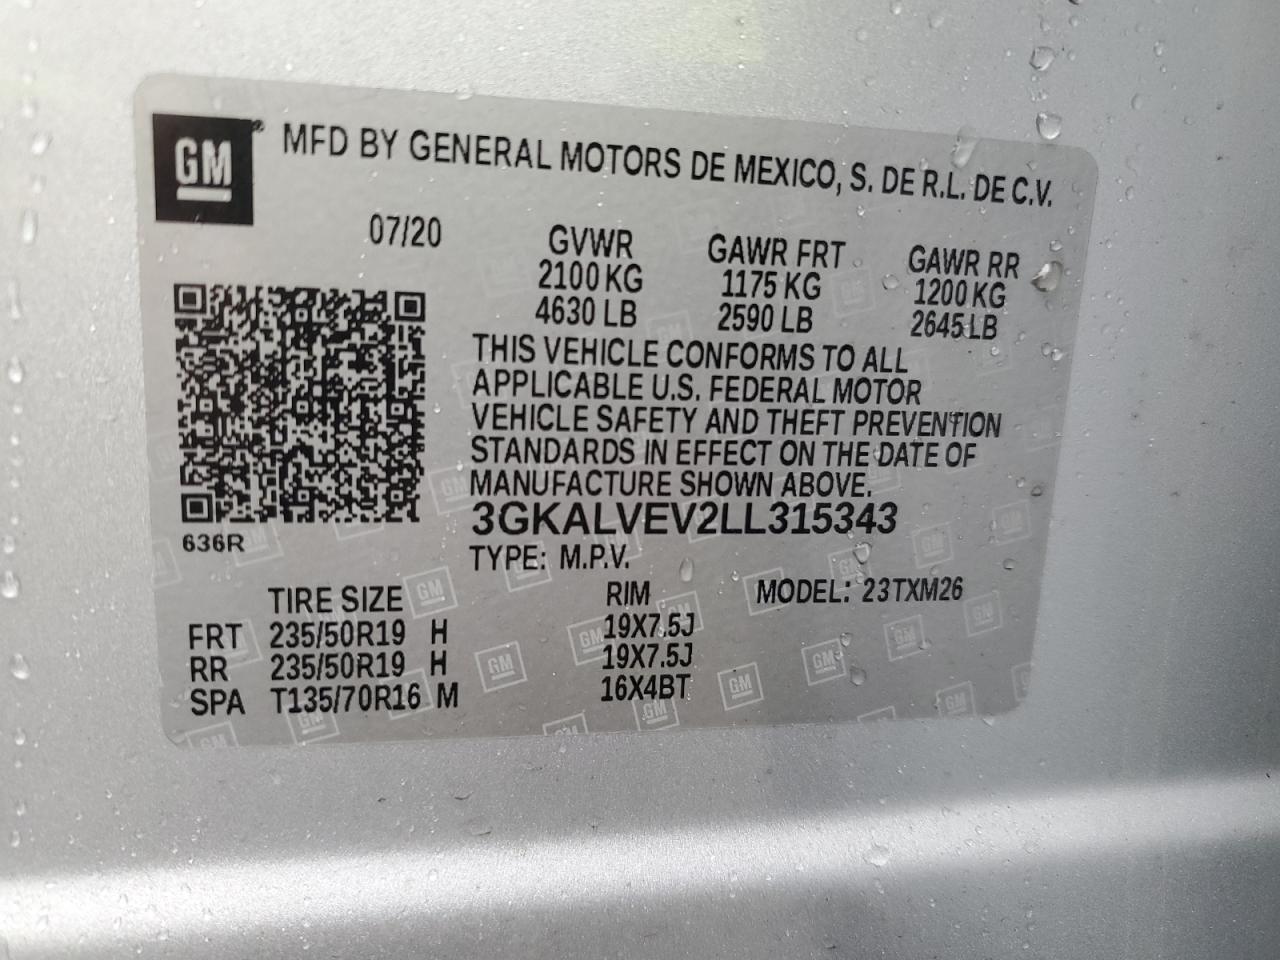 GM® MFD BY GENERAL MOTORS DE MEXICO, S. DE R.L. DE C.V.
07/20 GVWR GAWR FRT GAWR RR
2100 KG 1175 KG 1200 KG
4630 LB 2590 LB 2645 LB
THIS VEHICLE CONFORMS TO ALL
APPLICABLE U.S. FEDERAL MOTOR
VEHICLE SAFETY AND THEFT PREVENTION
STANDARDS IN EFFECT ON THE DATE OF
MANUFACTURE SHOWN ABOVE.
3GKALVEV2LL315343
636R
TYPE: M.P.V.
TIRE SIZE RIM MODEL: 23TXM26
FRT 235/50R19 H 19X7.5J
RR 235/50R19 H 19X7.5J
SPA T135/70R16 M 16X4BT